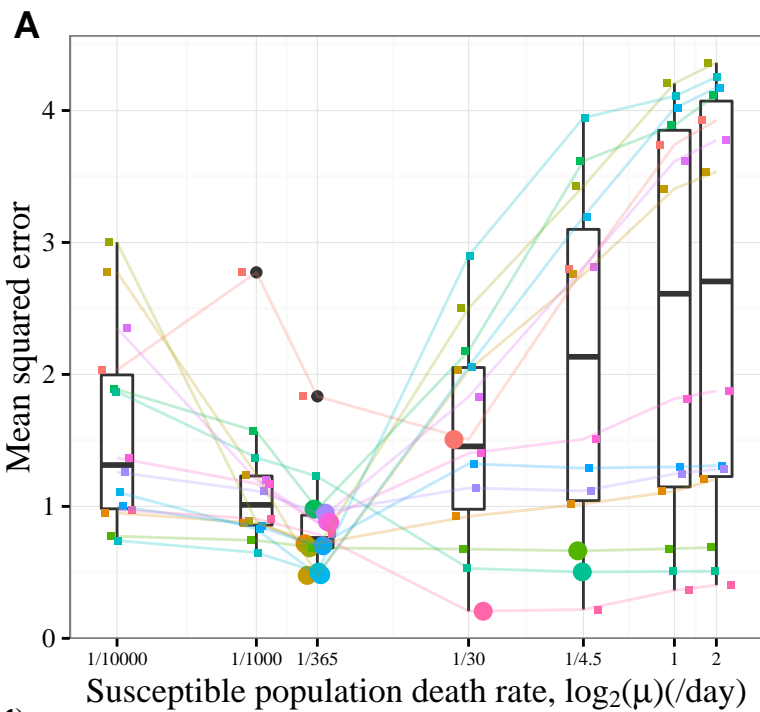 A
Mean squared error
4
3
2
1
0
1/10000 1/1000 1/365 1/30 1/4.5 1 2
Susceptible population death rate, log₂(μ)(/day)